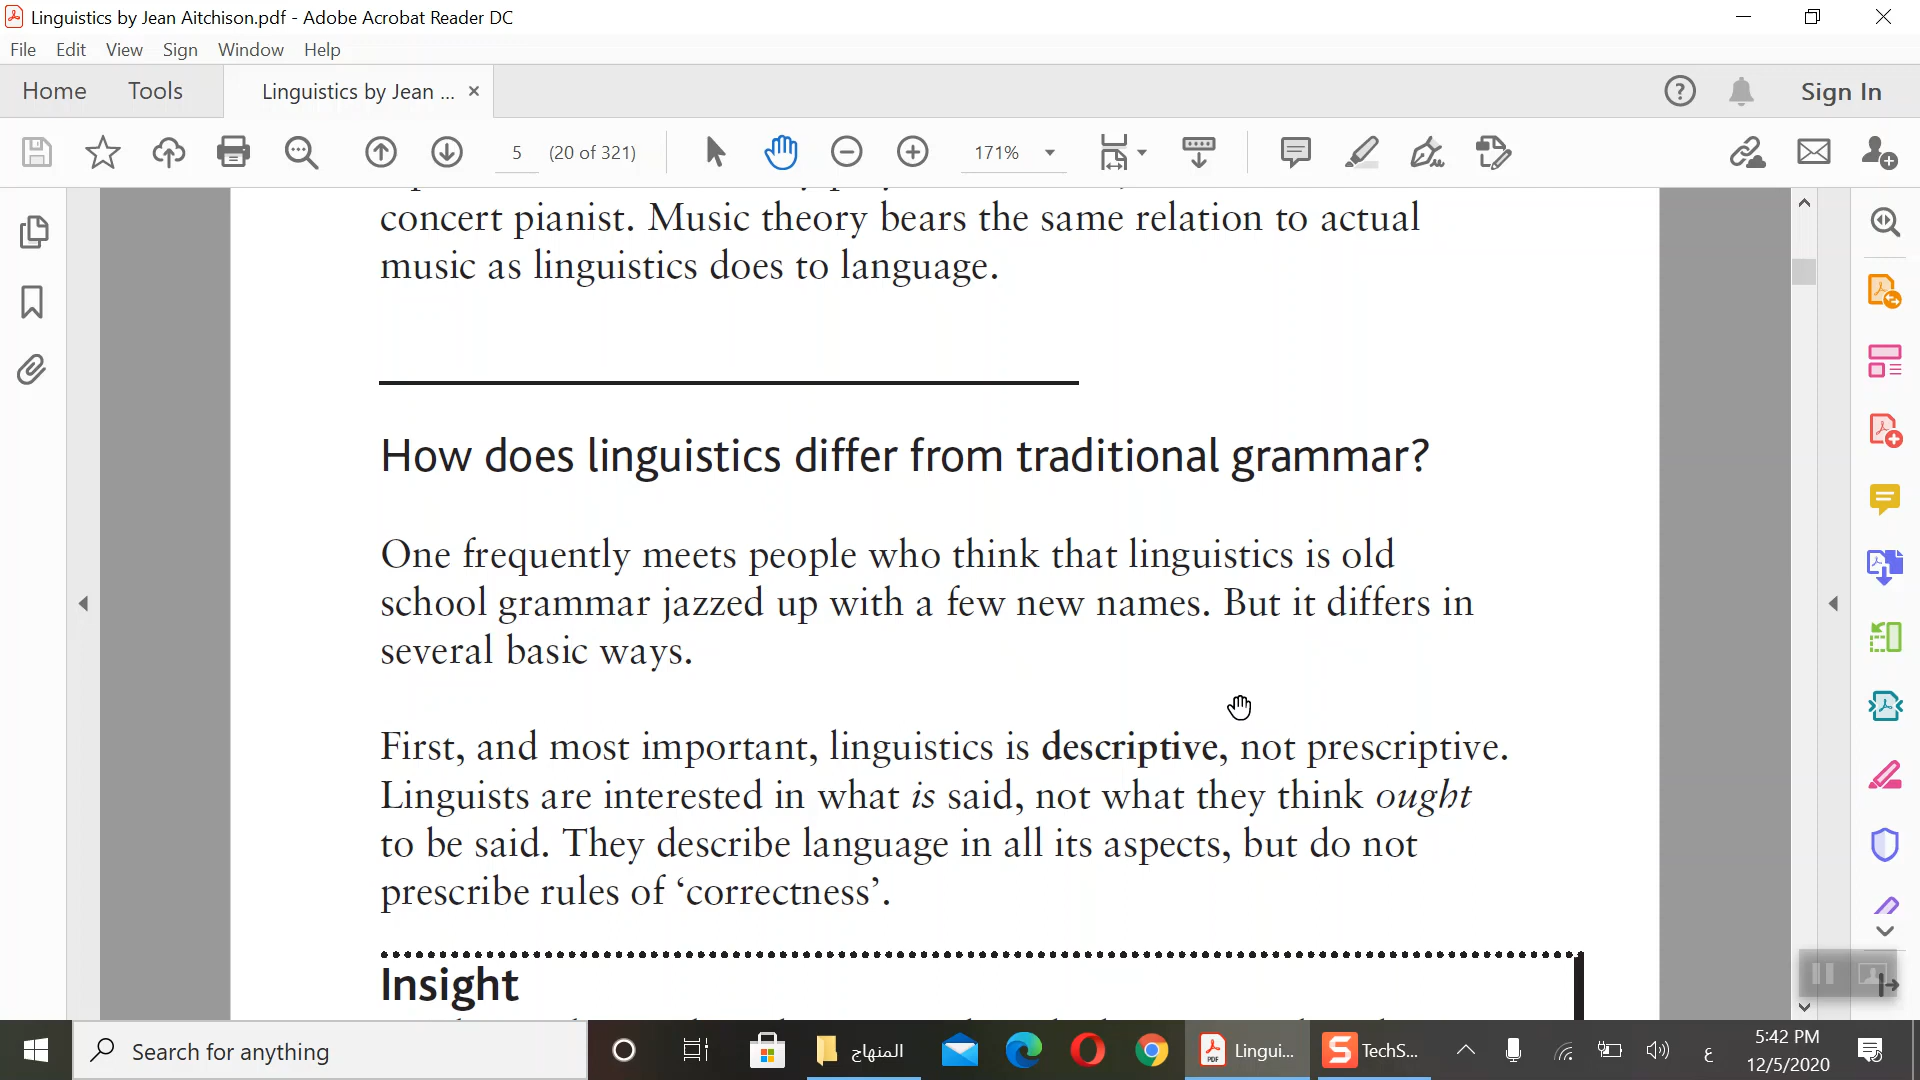 Linguistics by Jean Aitchison.pdf - Adobe Acrobat Reader DC
File Edit View Sign Window Help
Home Tools Linguistics by Jean ... × Sign In
5 (20 of 321) 171%
concert pianist. Music theory bears the same relation to actual
music as linguistics does to language.
How does linguistics differ from traditional grammar?
One frequently meets people who think that linguistics is old
school grammar jazzed up with a few new names. But it differs in
several basic ways.
First, and most important, linguistics is descriptive, not prescriptive.
Linguists are interested in what is said, not what they think ought
to be said. They describe language in all its aspects, but do not
prescribe rules of ‘correctness’.
Insight
Search for anything المنهاج Lingui... TechS... ع 5:42 PM
12/5/2020